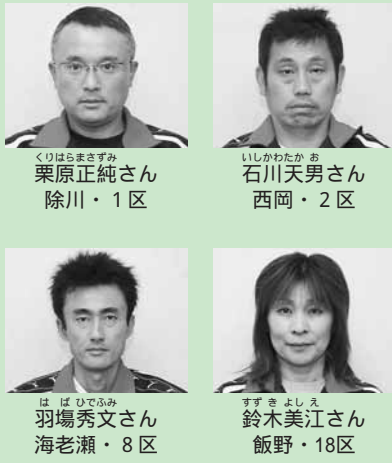 くりはらまさずみ
栗原正純さん
除川・１区
いしかわたか お
石川天男さん
西岡・２区
は ば ひでふみ
羽場秀文さん
海老瀬・８区
すず き よし え
鈴木美江さん
飯野・18区